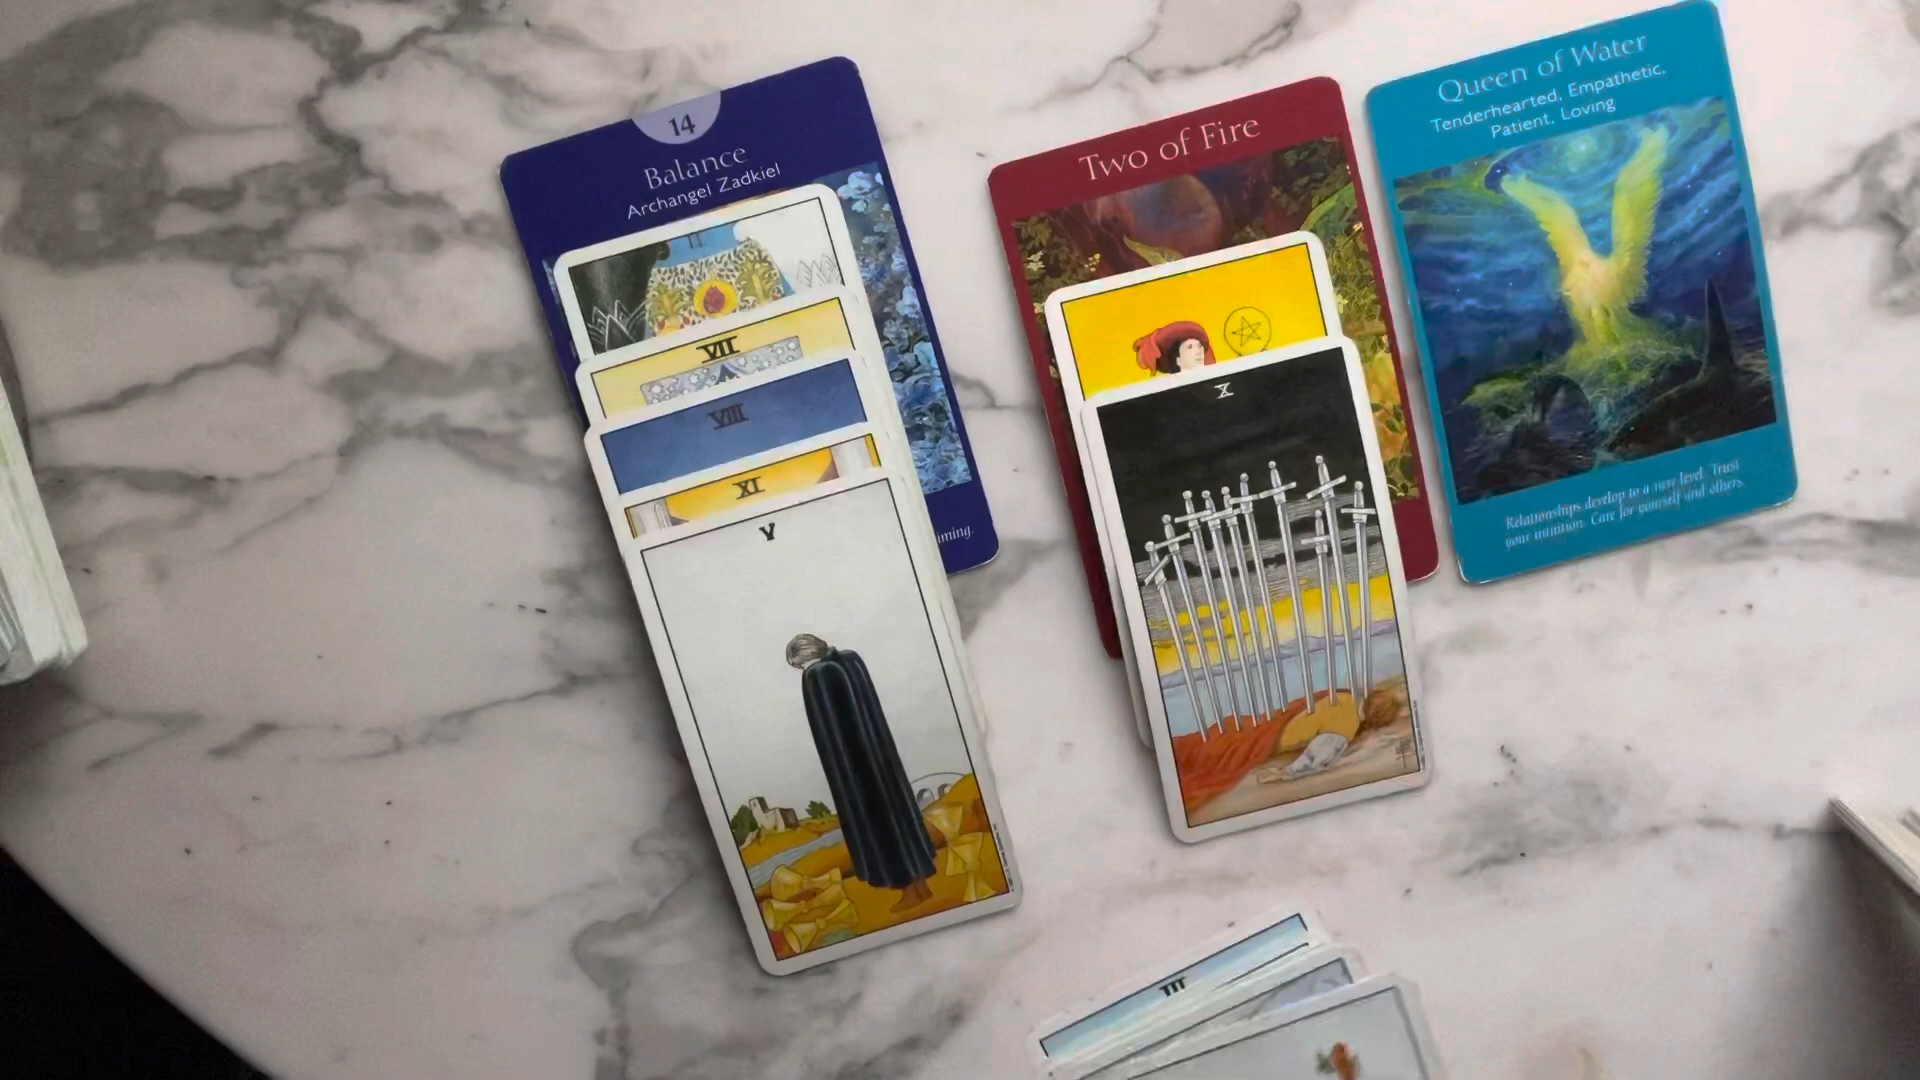 14
Balance
Archangel Zadkiel
II
VII
VIII
XI
V
iming.
Two of Fire
X
Queen of Water
Tenderhearted, Empathetic,
Patient, Loving
Relationships develop to a new level. Trust
your intuition. Care for yourself and others.
III